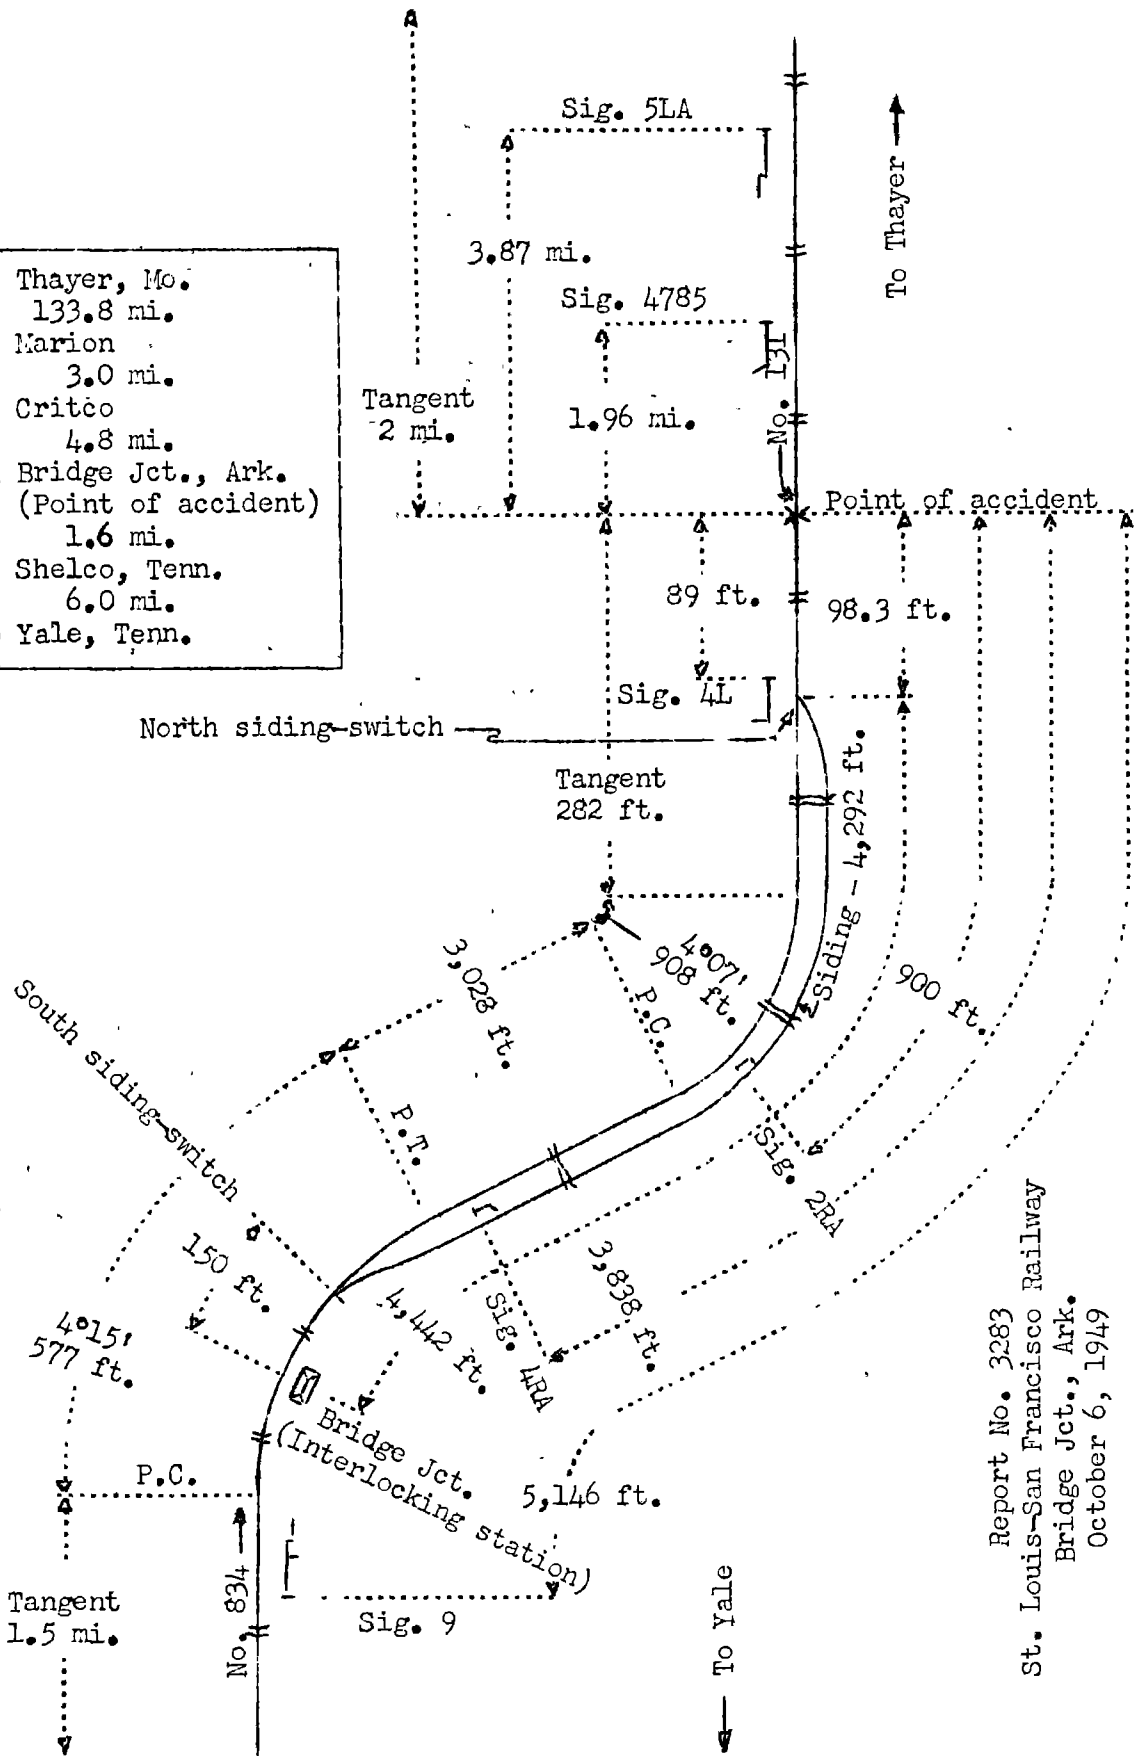 Sig. 5LA
3.87 mi.
To Thayer
Thayer, Mo.
133.8 mi.
Marion
3.0 mi.
Critco
4.8 mi.
Bridge Jct., Ark.
(Point of accident)
1.6 mi.
Shelco, Tenn.
6.0 mi.
Yale, Tenn.
Sig. 4785
Tangent
2 mi.
1.96 mi.
No. 131
Point of accident
89 ft.
98.3 ft.
Sig. 4L
North siding-switch
Tangent
282 ft.
Siding - 4,292 ft.
3,028 ft.
4°07'
908 ft.
P.C.
900 ft.
South siding-switch
P.T.
Sig. 2RA
150 ft.
4°15'
577 ft.
4,442 ft.
Sig. 4RA
3,838 ft.
Bridge Jct.
(Interlocking station)
P.C.
5,146 ft.
No. 834
Sig. 9
Tangent
1.5 mi.
To Yale
Report No. 3283
St. Louis-San Francisco Railway
Bridge Jct., Ark.
October 6, 1949